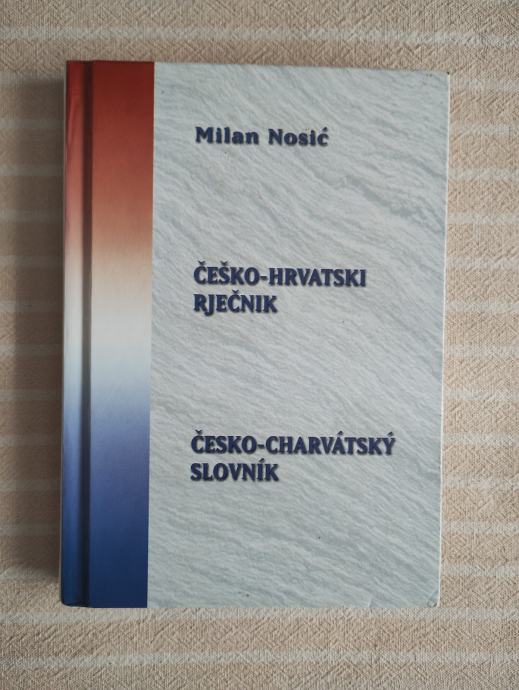 Milan Nosić
ČEŠKO-HRVATSKI
RJEČNIK
ČESKO-CHARVÁTSKÝ
SLOVNÍK